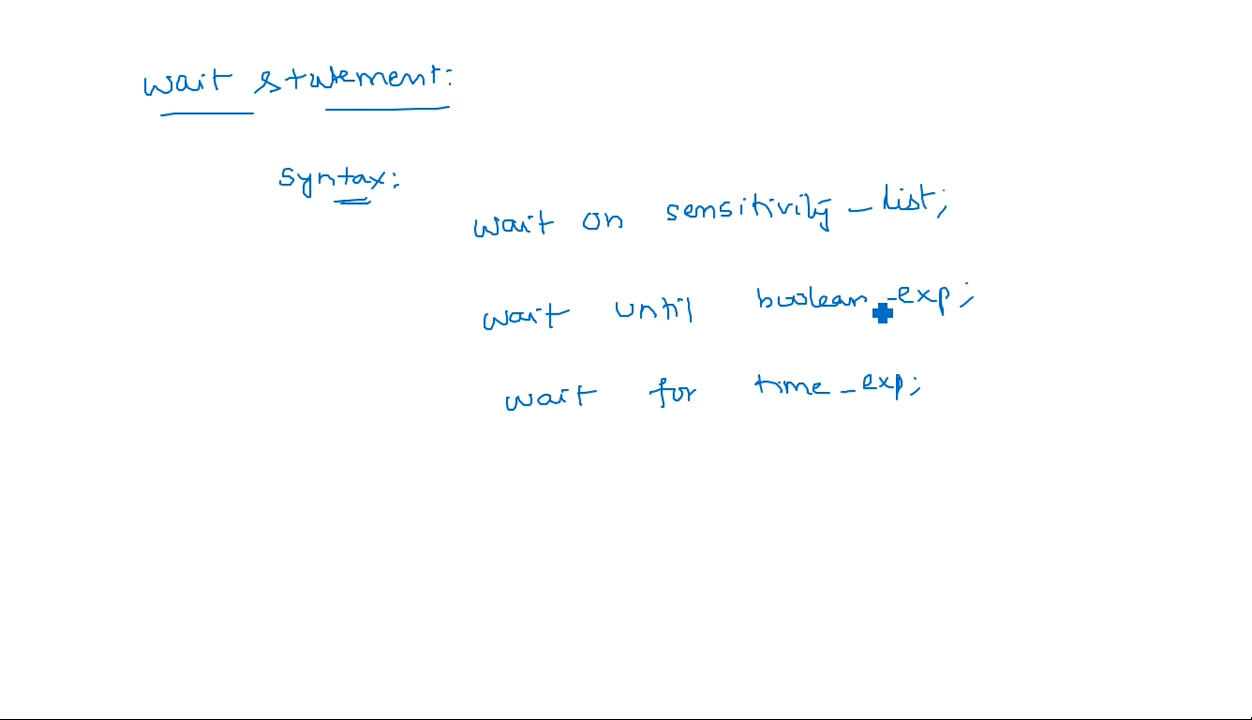 wait statement:
syntax:
wait on sensitivity_list;
wait until boolean_exp;
wait for time_exp;